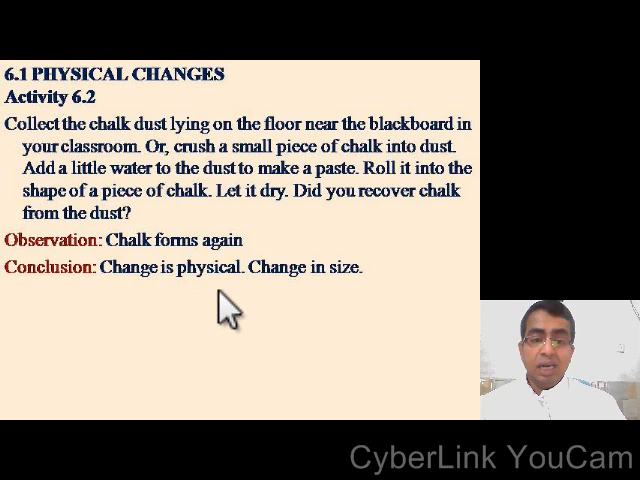 6.1 PHYSICAL CHANGES
Activity 6.2
Collect the chalk dust lying on the floor near the blackboard in
your classroom. Or, crush a small piece of chalk into dust.
Add a little water to the dust to make a paste. Roll it into the
shape of a piece of chalk. Let it dry. Did you recover chalk
from the dust?
Observation: Chalk forms again
Conclusion: Change is physical. Change in size.
CyberLink YouCam